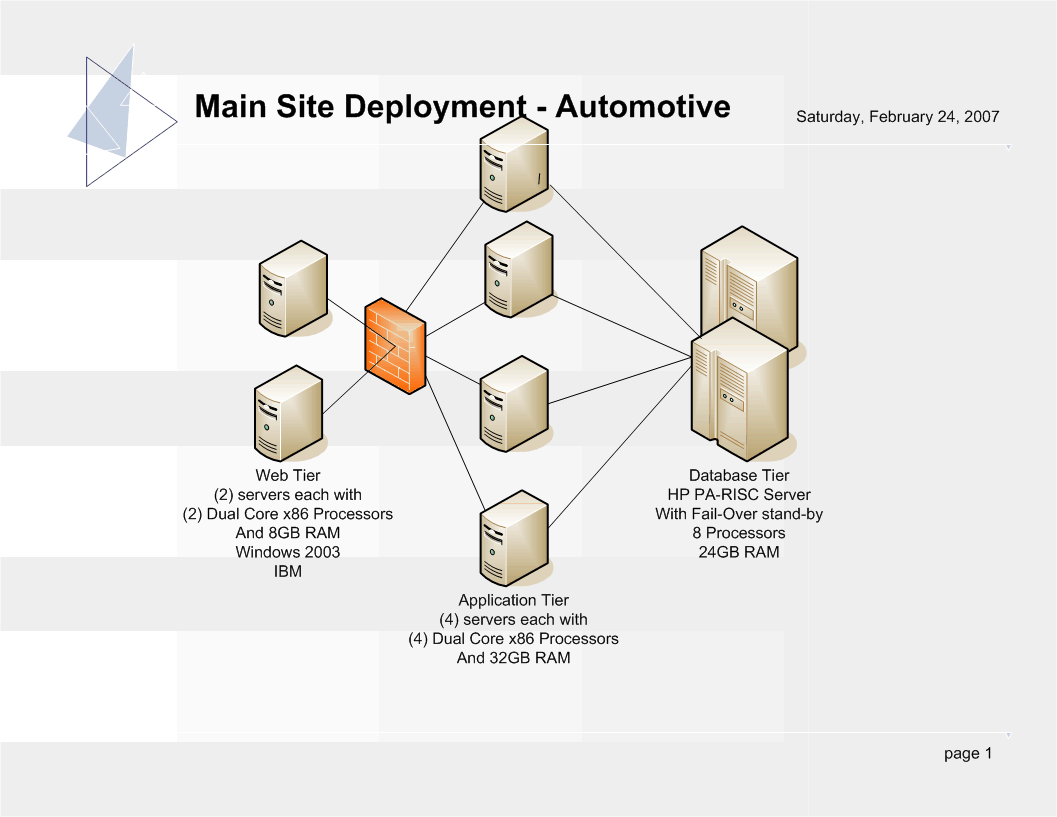 Main Site Deployment - Automotive
Saturday, February 24, 2007
Web Tier
(2) servers each with
(2) Dual Core x86 Processors
And 8GB RAM
Windows 2003
IBM
Application Tier
(4) servers each with
(4) Dual Core x86 Processors
And 32GB RAM
Database Tier
HP PA-RISC Server
With Fail-Over stand-by
8 Processors
24GB RAM
page 1